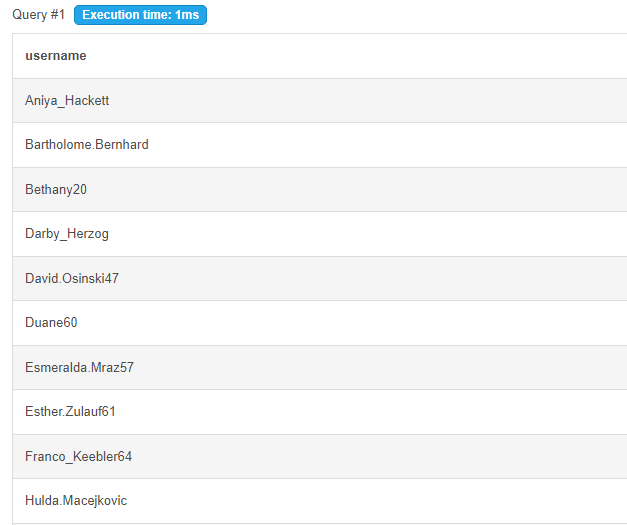 Query #1 Execution time: 1ms
username
Aniya_Hackett
Bartholome.Bernhard
Bethany20
Darby_Herzog
David.Osinski47
Duane60
Esmeralda.Mraz57
Esther.Zulauf61
Franco_Keebler64
Hulda.Macejkovic